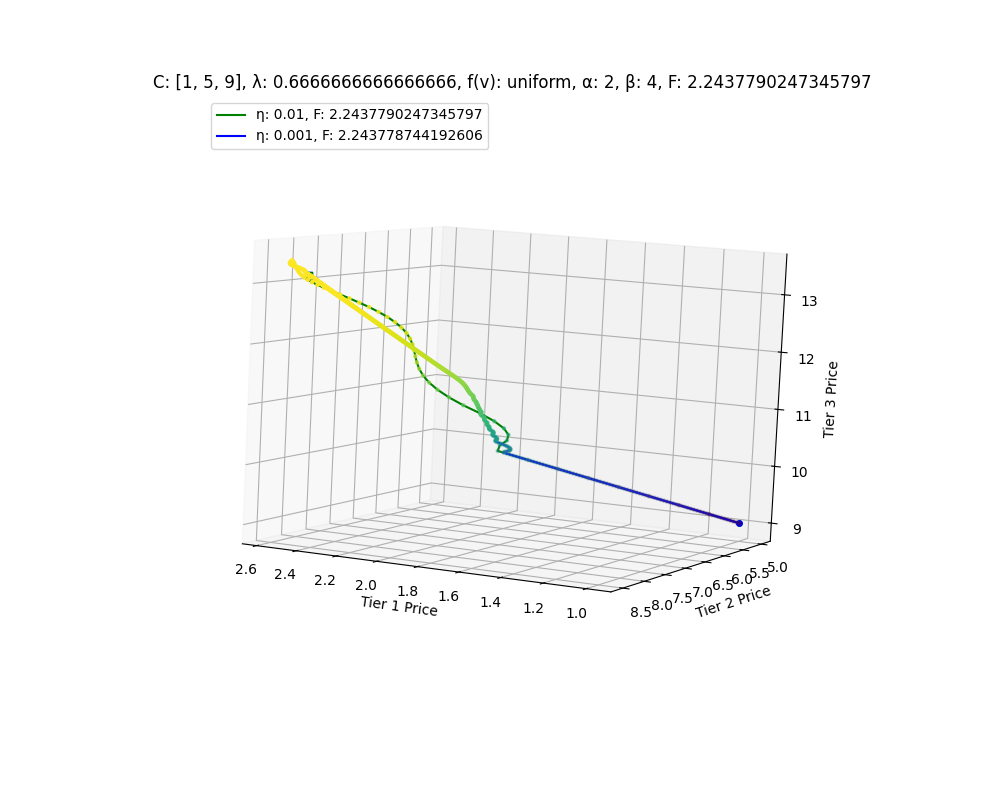 C: [1, 5, 9], λ: 0.6666666666666666, f(v): uniform, α: 2, β: 4, F: 2.2437790247345797
η: 0.01, F: 2.2437790247345797
η: 0.001, F: 2.243778744192606
13
12
11
10
9
Tier 3 Price
2.6 2.4 2.2 2.0 1.8 1.6 1.4 1.2 1.0
Tier 1 Price
8.5 8.0 7.5 7.0 6.5 6.0 5.5 5.0
Tier 2 Price